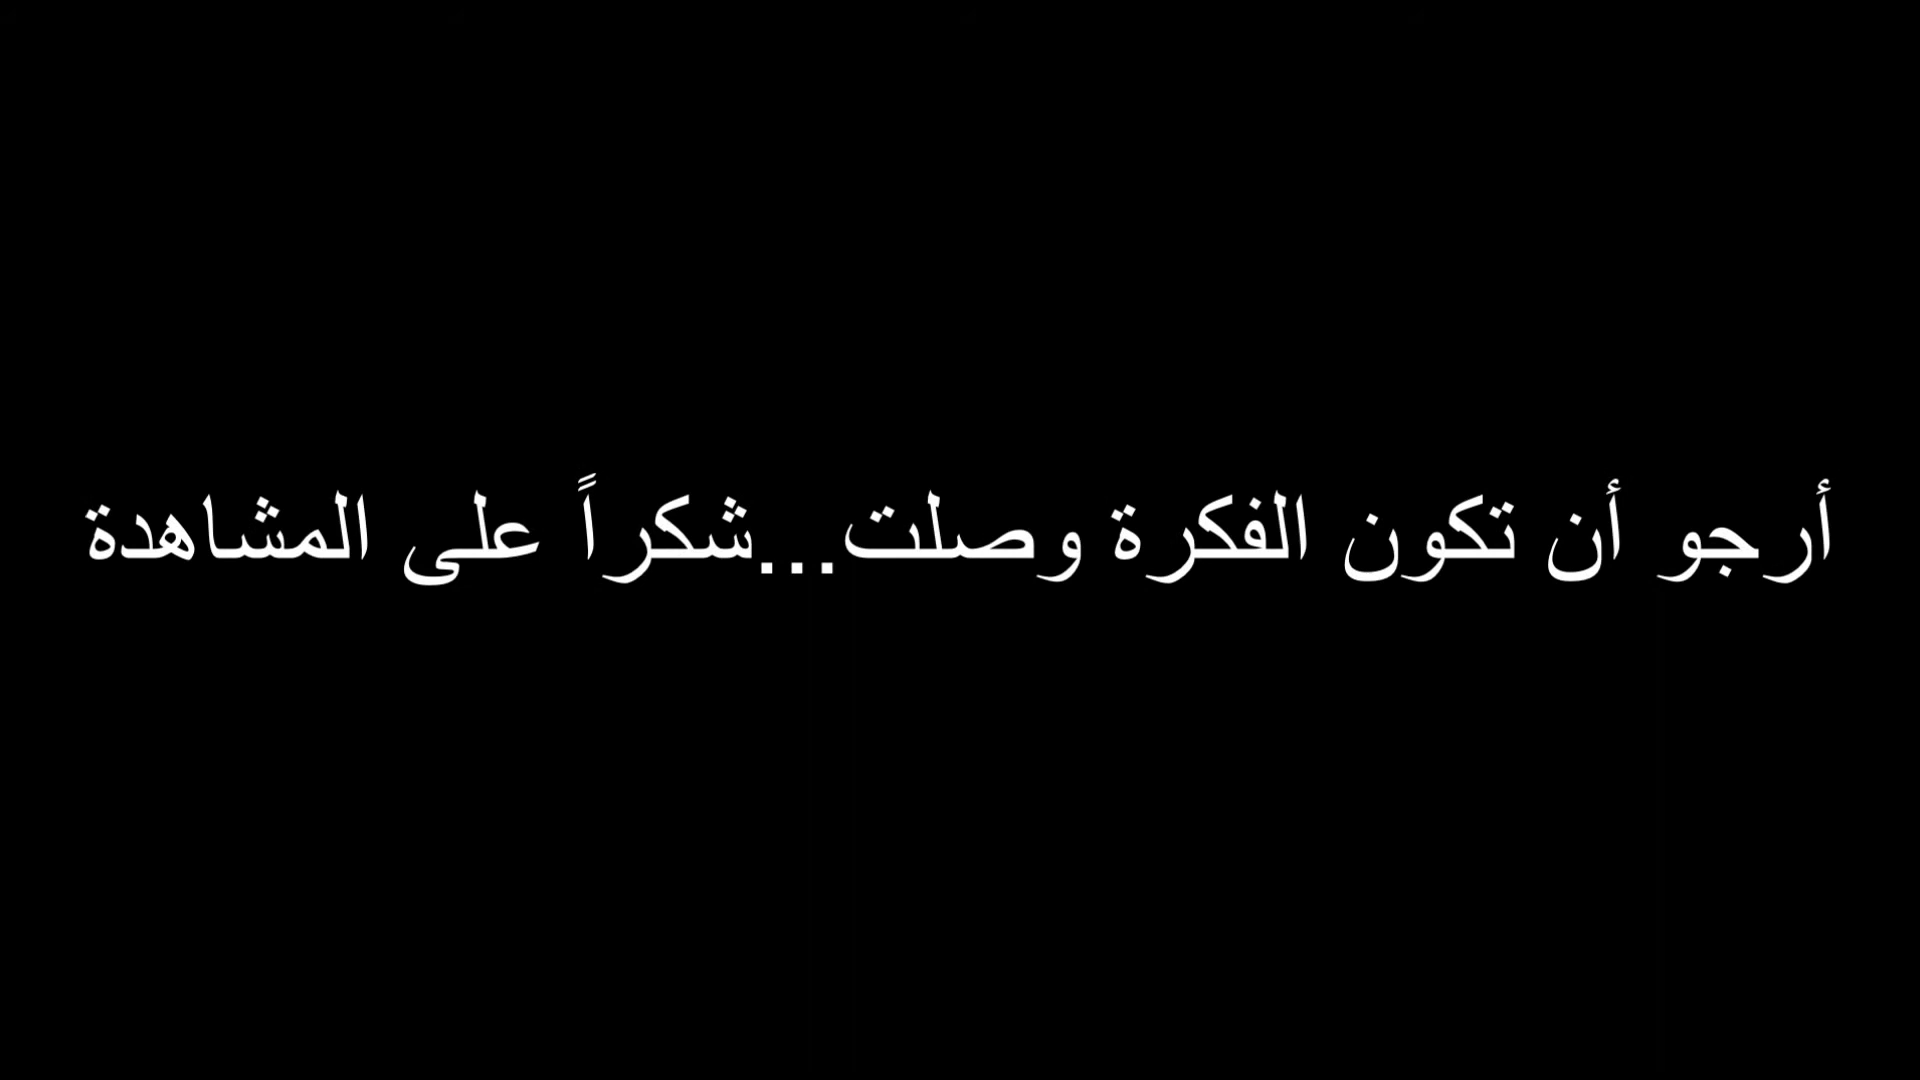 أرجو أن تكون الفكرة وصلت...شكراً على المشاهدة